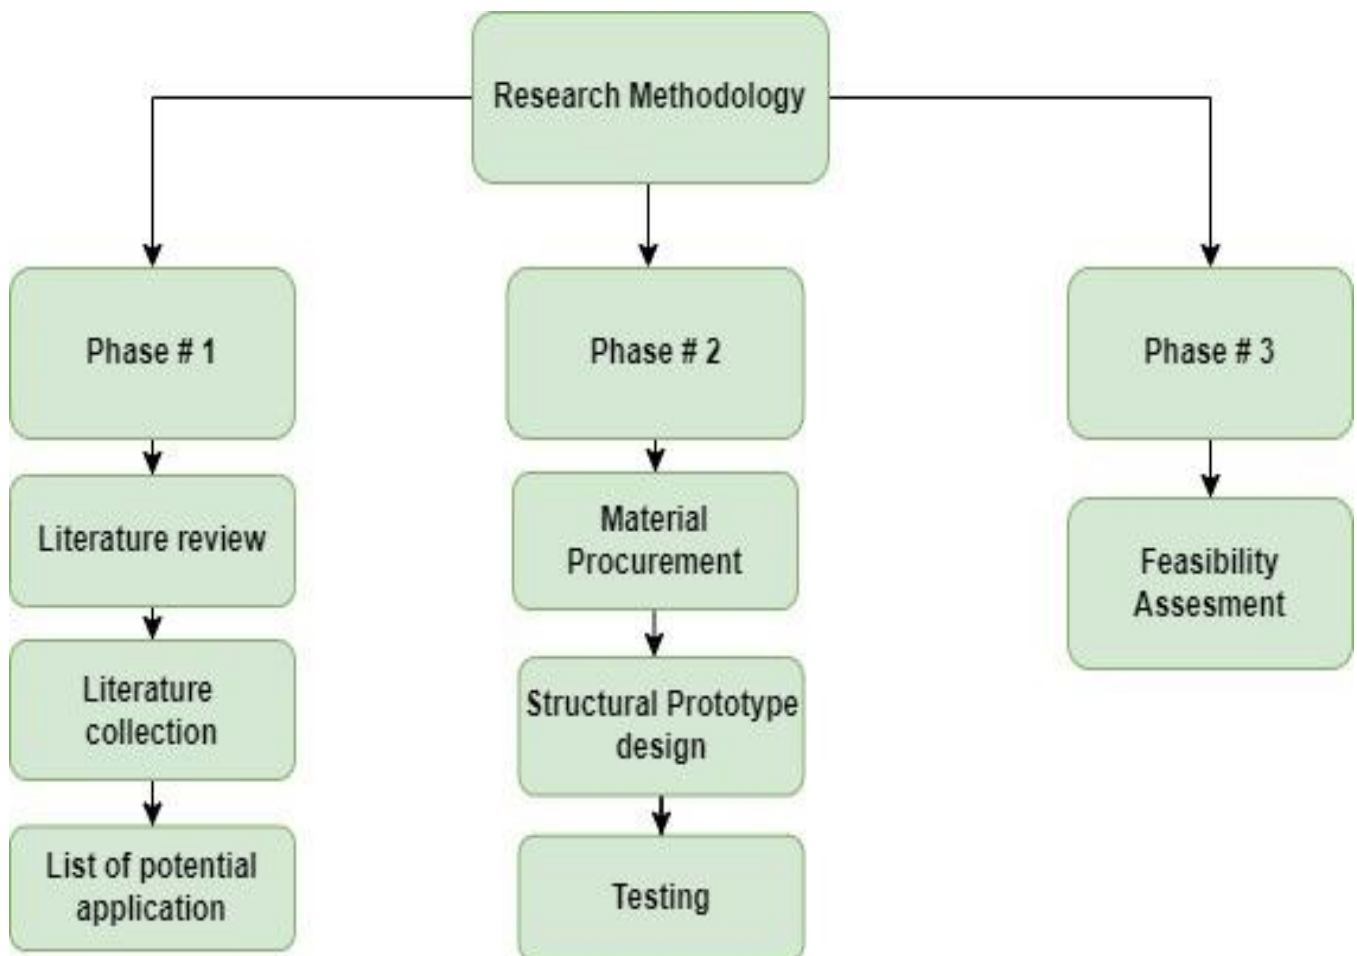 Research Methodology
Phase # 1
Phase # 2
Phase # 3
Literature review
Material
Procurement
Feasibility
Assesment
Literature
collection
Structural Prototype
design
List of potential
application
Testing